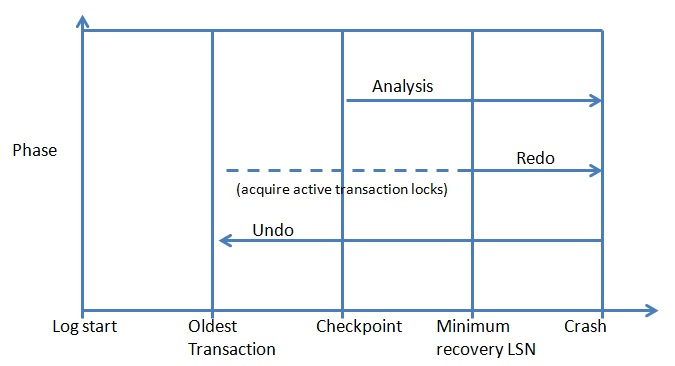 Analysis
Phase
Redo
(acquire active transaction locks)
Undo
Log start
Oldest
Transaction
Checkpoint
Minimum
recovery LSN
Crash